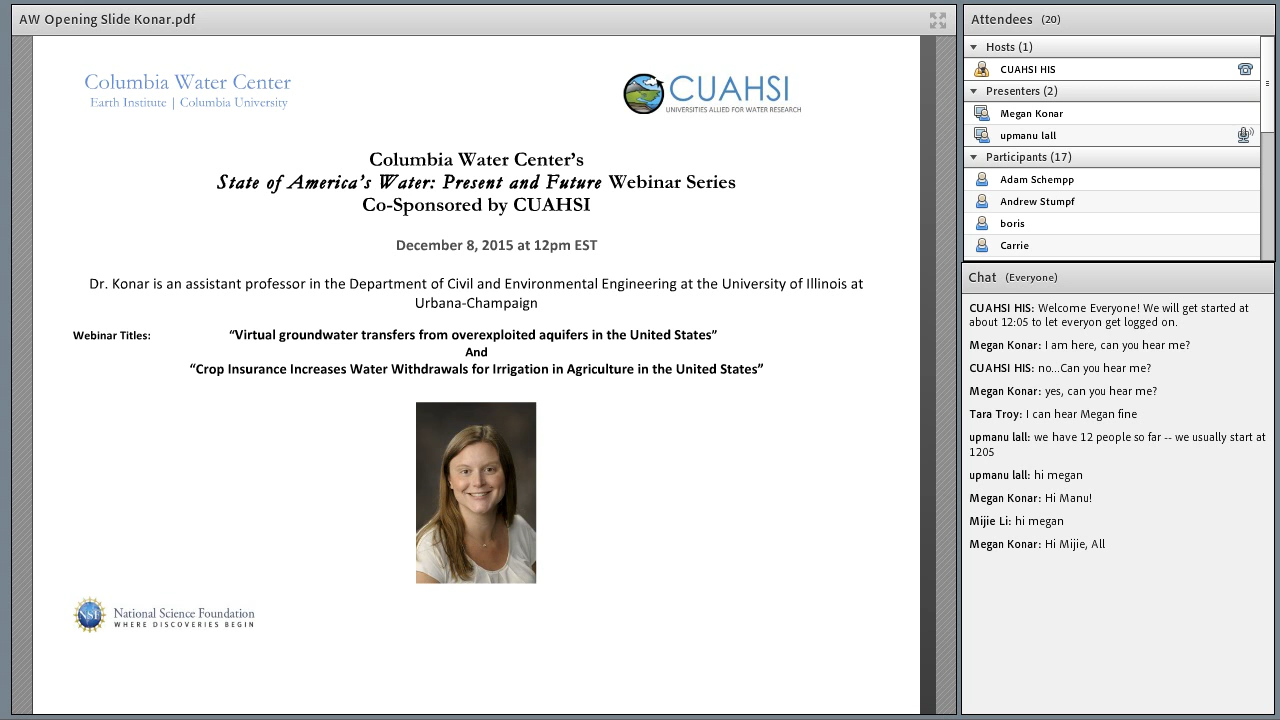 AW Opening Slide Konar.pdf
Columbia Water Center
Earth Institute | Columbia University
CUAHSI
UNIVERSITIES ALLIED FOR WATER RESEARCH
Columbia Water Center's
State of America's Water: Present and Future Webinar Series
Co-Sponsored by CUAHSI
December 8, 2015 at 12pm EST
Dr. Konar is an assistant professor in the Department of Civil and Environmental Engineering at the University of Illinois at
Urbana-Champaign
Webinar Titles: “Virtual groundwater transfers from overexploited aquifers in the United States”
And
“Crop Insurance Increases Water Withdrawals for Irrigation in Agriculture in the United States”
NSF
National Science Foundation
WHERE DISCOVERIES BEGIN
Attendees (20)
Hosts (1)
CUAHSI HIS
Presenters (2)
Megan Konar
upmanu lall
Participants (17)
Adam Schempp
Andrew Stumpf
boris
Carrie
Chat (Everyone)
CUAHSI HIS: Welcome Everyone! We will get started at
about 12:05 to let everyon get logged on.
Megan Konar: I am here, can you hear me?
CUAHSI HIS: no...Can you hear me?
Megan Konar: yes, can you hear me?
Tara Troy: I can hear Megan fine
upmanu lall: we have 12 people so far -- we usually start at
1205
upmanu lall: hi megan
Megan Konar: Hi Manu!
Mijie Li: hi megan
Megan Konar: Hi Mijie, All